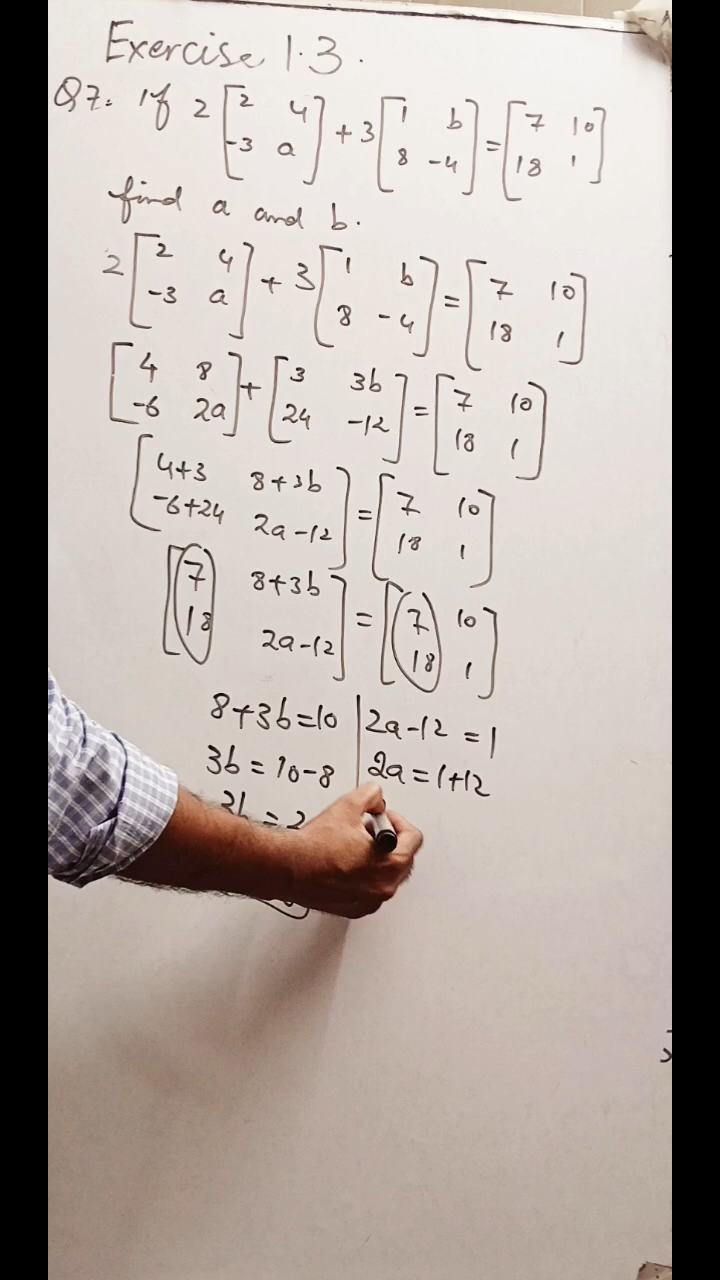 Exercise 1.3.
Q7. If 2 [2 4 -3 a] + 3 [1 b 8 -4] = [7 10 18 1]
find a and b.
2 [2 4 -3 a] + 3 [1 b 8 -4] = [7 10 18 1]
[4 8 -6 2a] + [3 3b 24 -12] = [7 10 18 1]
[4+3 8+3b -6+24 2a-12] = [7 10 18 1]
[7 8+3b 18 2a-12] = [7 10 18 1]
8+3b=10 | 2a-12 = 1
3b = 10-8 | 2a = 1+12
3b = 2